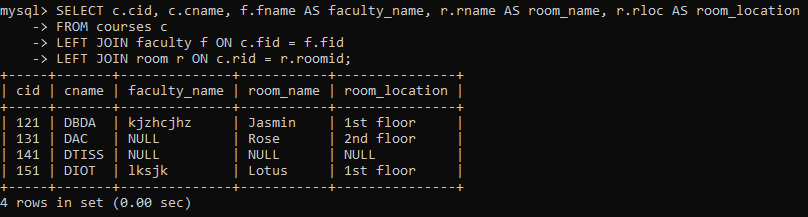 mysql> SELECT c.cid, c.cname, f.fname AS faculty_name, r.rname AS room_name, r.rloc AS room_location
    -> FROM courses c
    -> LEFT JOIN faculty f ON c.fid = f.fid
    -> LEFT JOIN room r ON c.rid = r.roomid;
+-----+-------+--------------+-----------+---------------+
| cid | cname | faculty_name | room_name | room_location |
+-----+-------+--------------+-----------+---------------+
| 121 | DBDA  | kjzhcjhz     | Jasmin    | 1st floor     |
| 131 | DAC   | NULL         | Rose      | 2nd floor     |
| 141 | DTISS | NULL         | NULL      | NULL          |
| 151 | DIOT  | lksjk        | Lotus     | 1st floor     |
+-----+-------+--------------+-----------+---------------+
4 rows in set (0.00 sec)